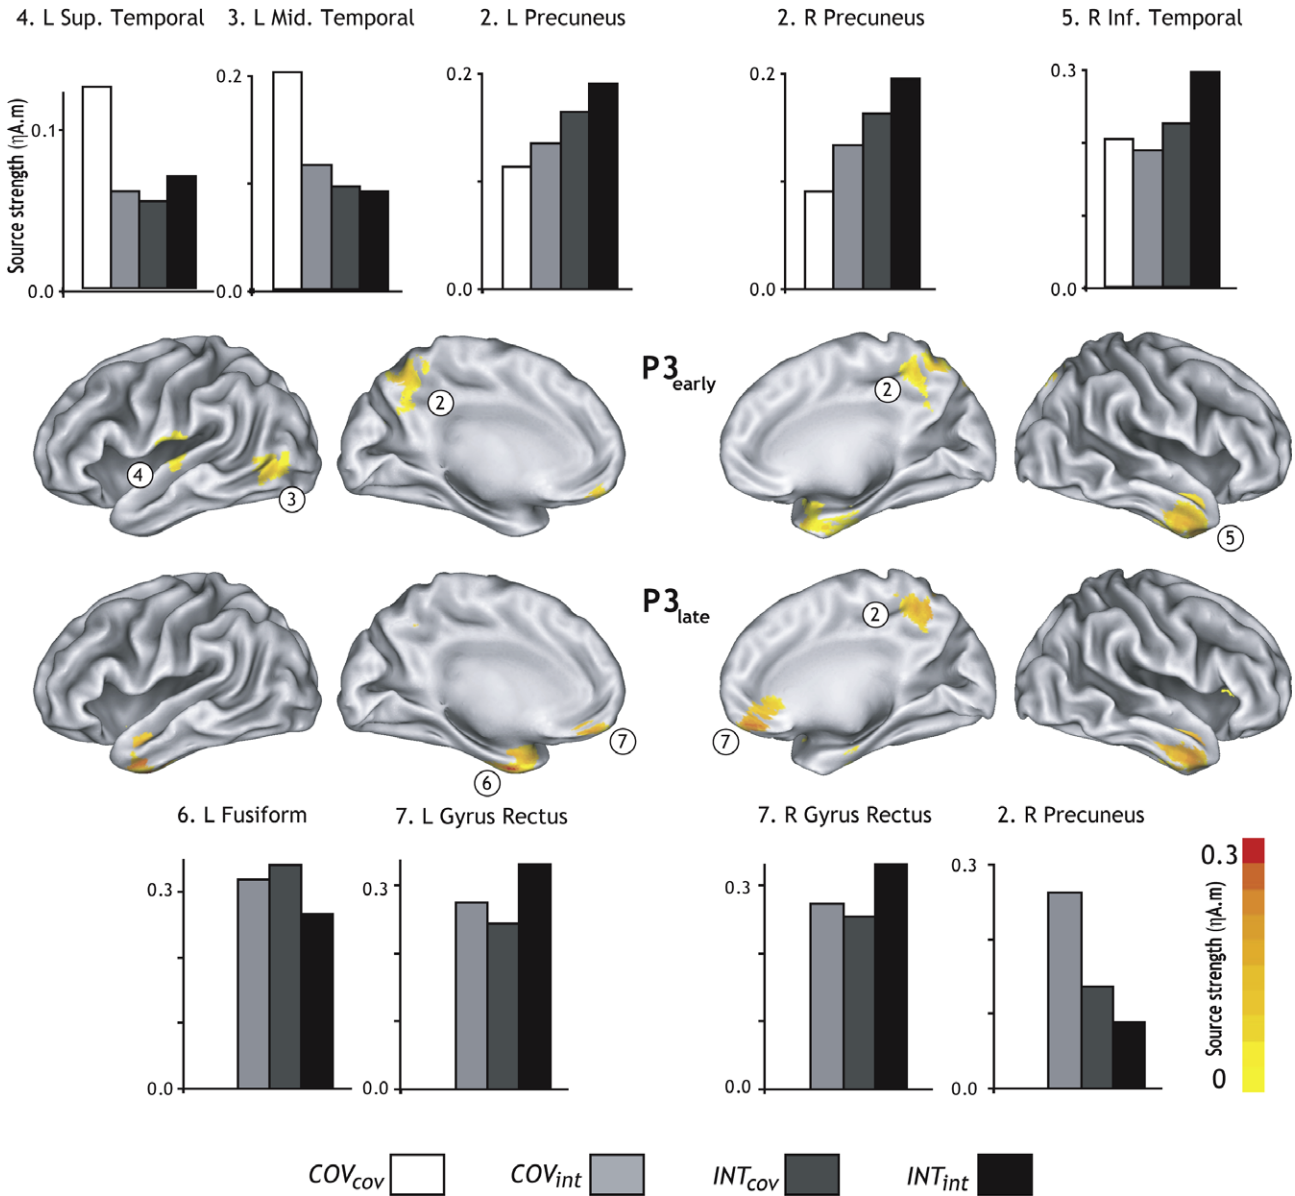 4. L Sup. Temporal
3. L Mid. Temporal
2. L Precuneus
2. R Precuneus
5. R Inf. Temporal
Source strength (ηA.m)
0.1
0.0
0.2
0.0
0.2
0.0
0.2
0.0
0.3
0.0
P3early
2
4
3
2
5
P3late
2
7
6
7
6. L Fusiform
7. L Gyrus Rectus
7. R Gyrus Rectus
2. R Precuneus
0.3
0.0
0.3
0.0
0.3
0.0
0.3
0.0
0.3
Source strength (ηA.m)
0
COVcov
COVint
INTcov
INTint